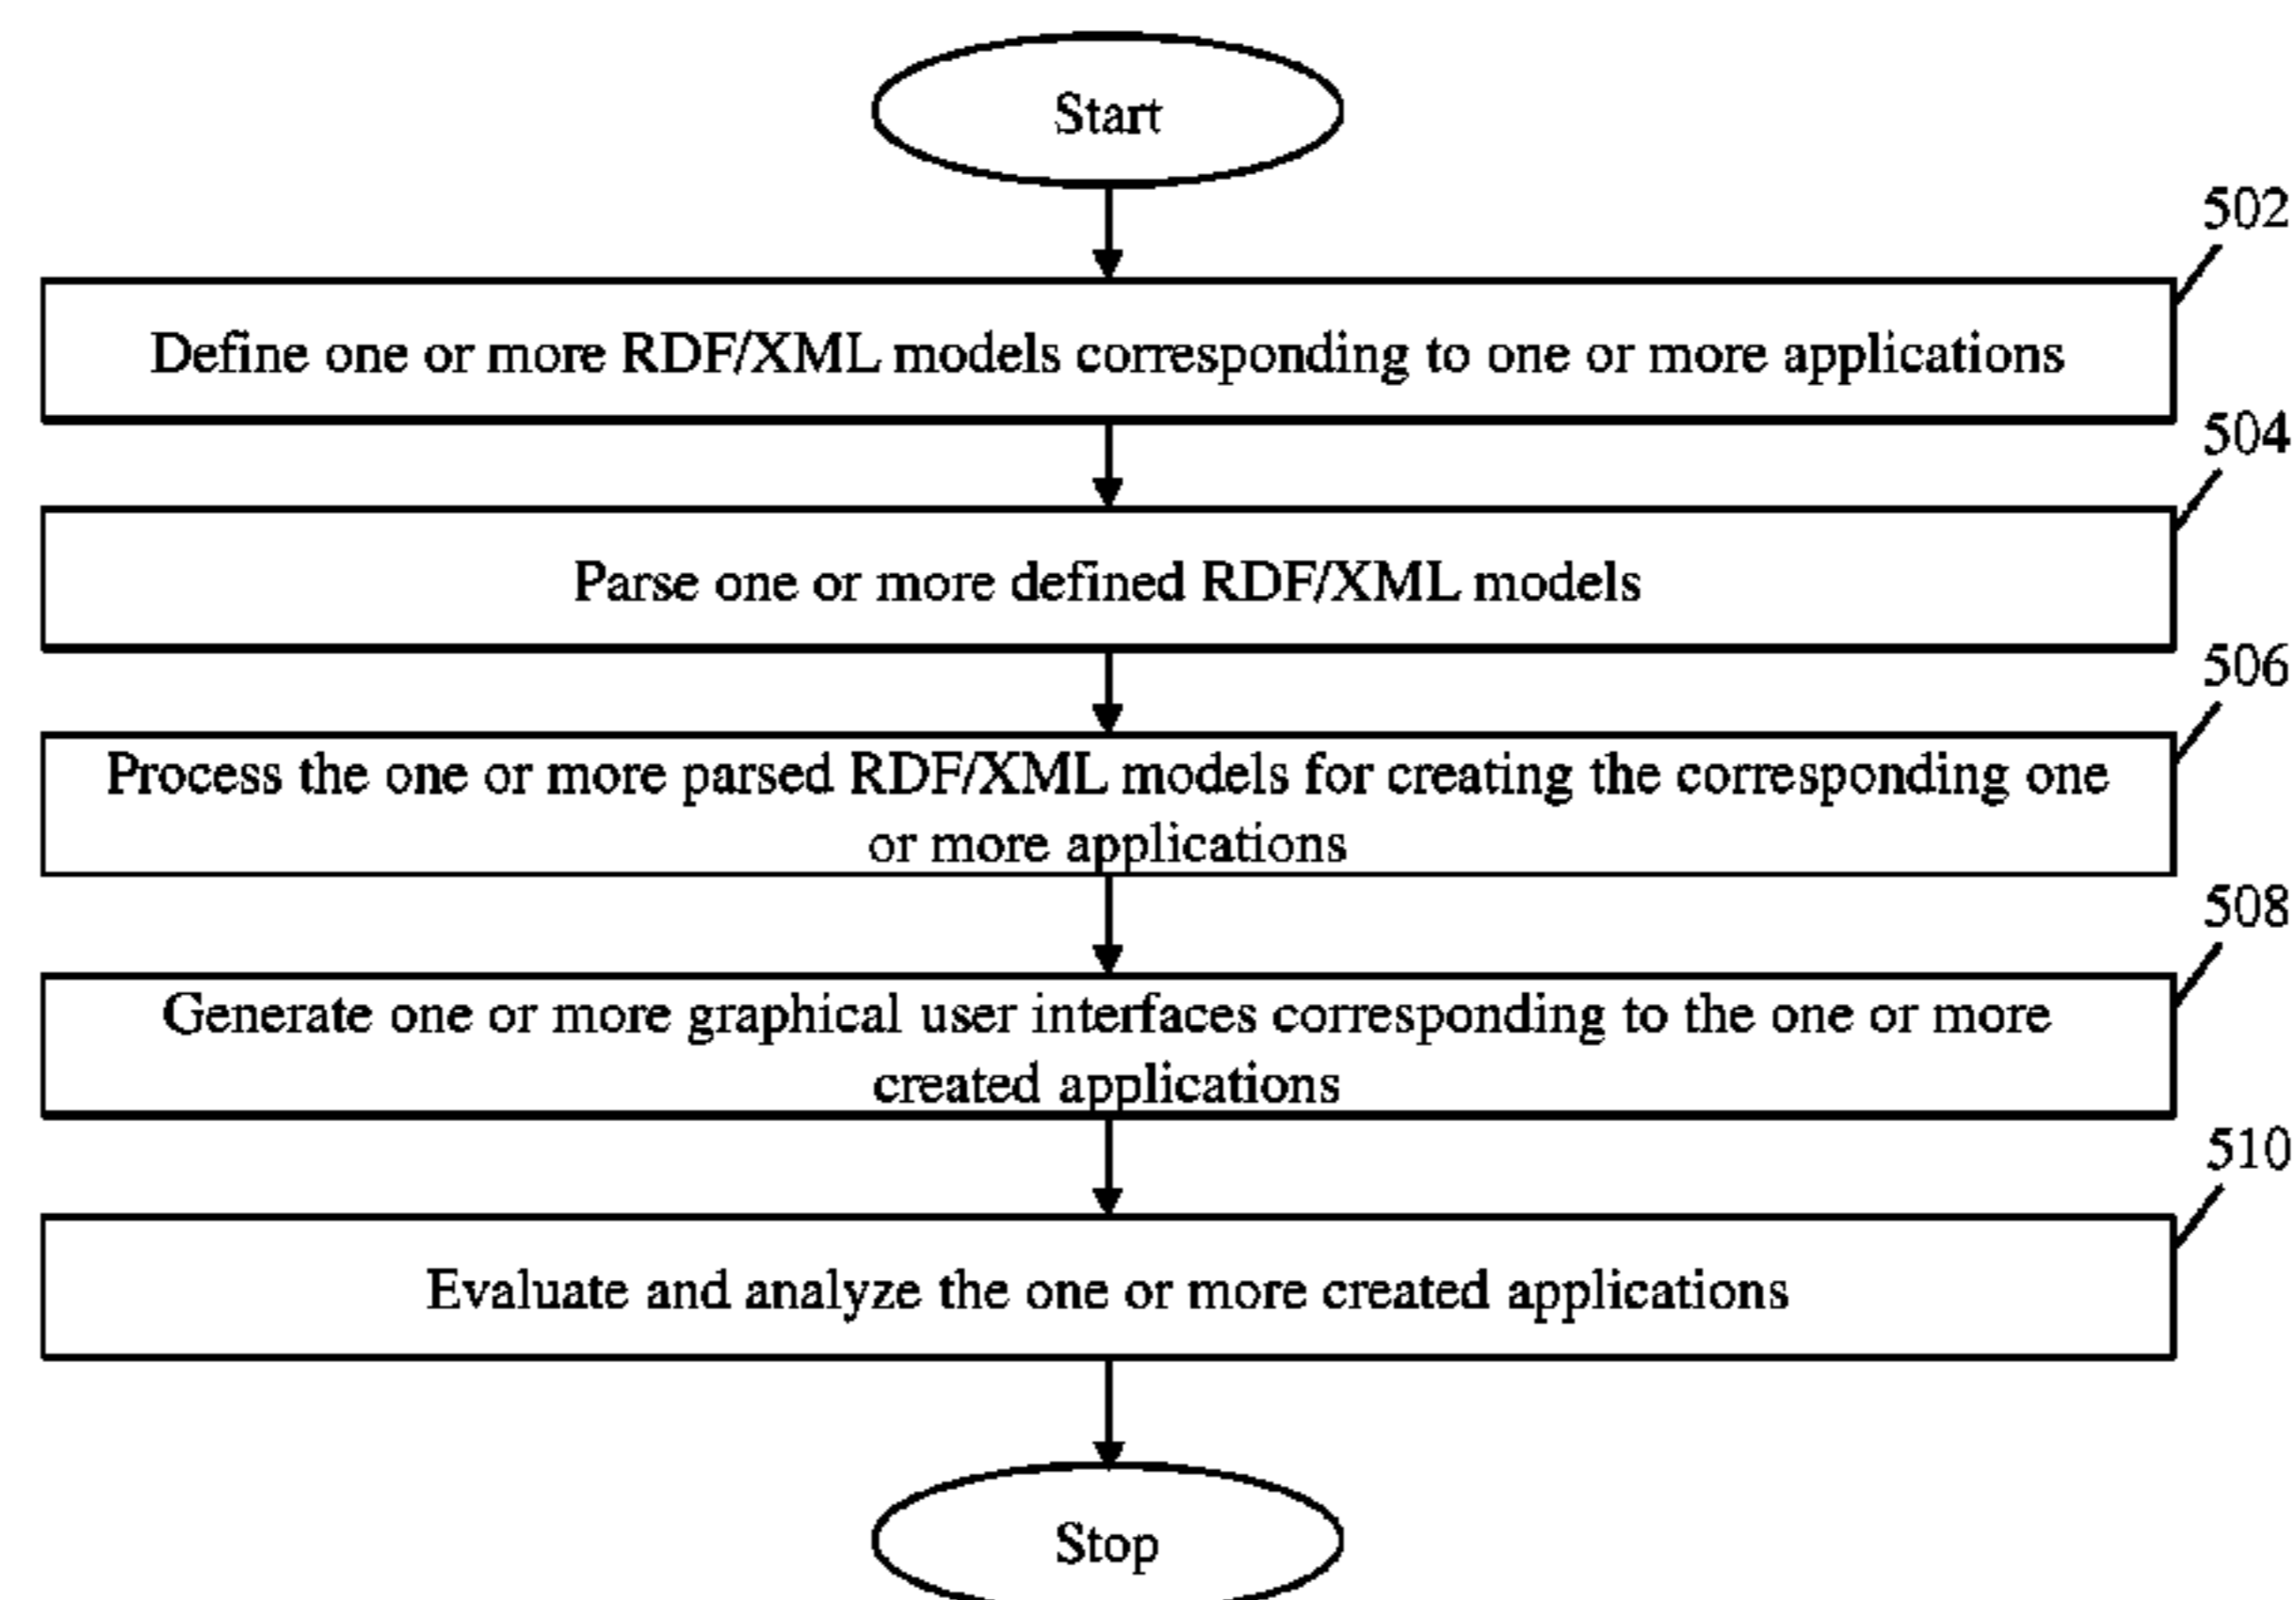 Start
502
Define one or more RDF/XML models corresponding to one or more applications
504
Parse one or more defined RDF/XML models
506
Process the one or more parsed RDF/XML models for creating the corresponding one
or more applications
508
Generate one or more graphical user interfaces corresponding to the one or more
created applications
510
Evaluate and analyze the one or more created applications
Stop